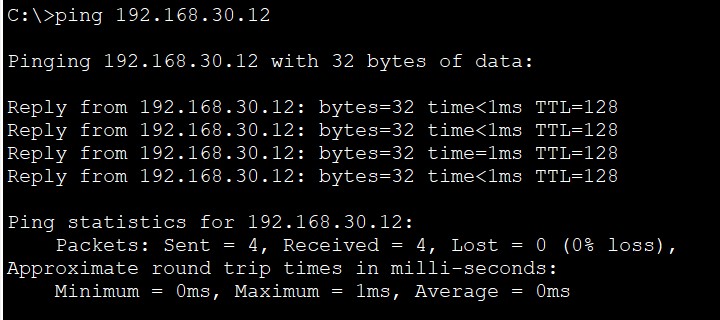 C:\>ping 192.168.30.12
Pinging 192.168.30.12 with 32 bytes of data:
Reply from 192.168.30.12: bytes=32 time<1ms TTL=128
Reply from 192.168.30.12: bytes=32 time<1ms TTL=128
Reply from 192.168.30.12: bytes=32 time=1ms TTL=128
Reply from 192.168.30.12: bytes=32 time<1ms TTL=128
Ping statistics for 192.168.30.12:
    Packets: Sent = 4, Received = 4, Lost = 0 (0% loss),
Approximate round trip times in milli-seconds:
    Minimum = 0ms, Maximum = 1ms, Average = 0ms